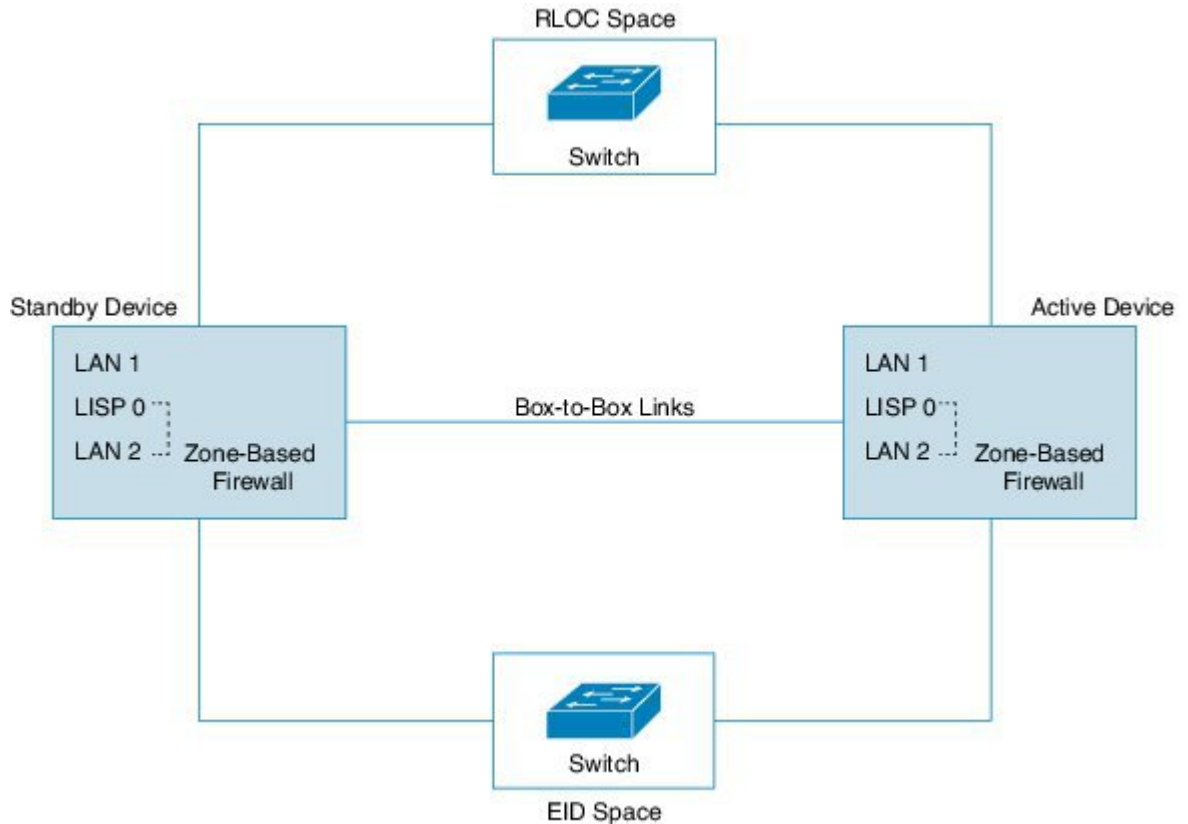 RLOC Space
Switch
Standby Device
LAN 1
LISP 0
LAN 2
Zone-Based
Firewall
Box-to-Box Links
Active Device
LAN 1
LISP 0
LAN 2
Zone-Based
Firewall
Switch
EID Space